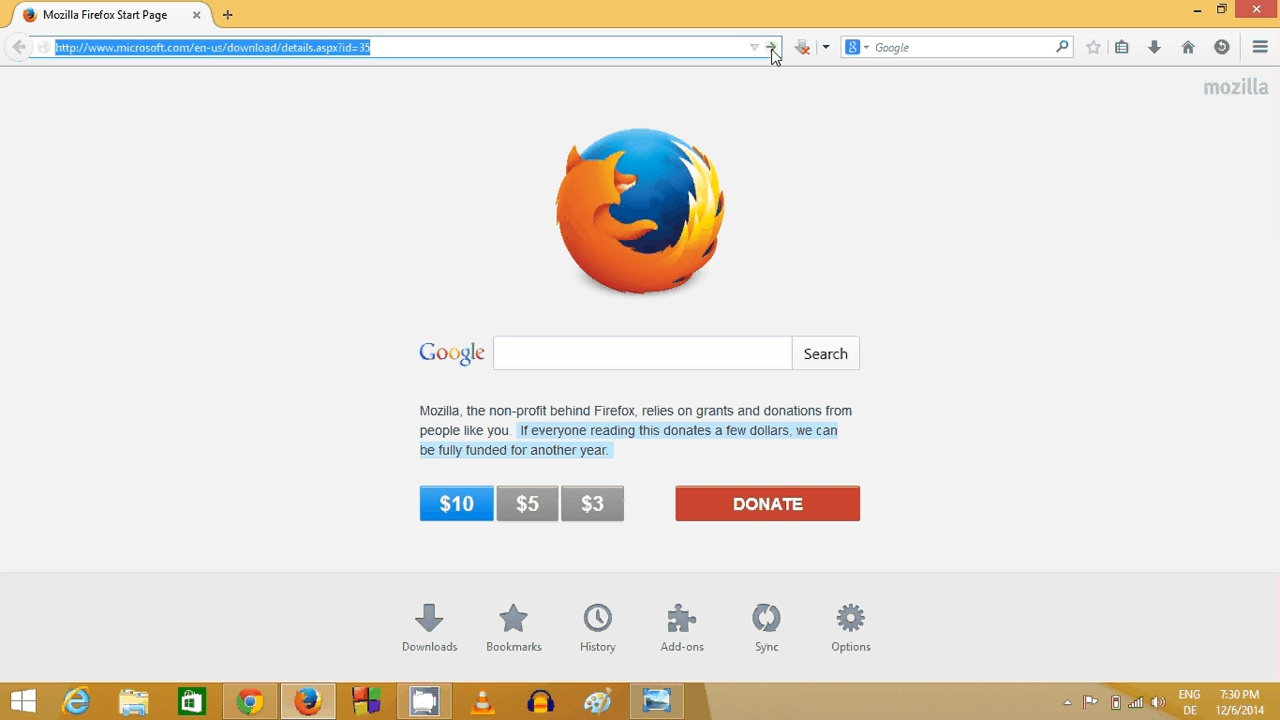 Mozilla Firefox Start Page
http://www.microsoft.com/en-us/download/details.aspx?id=35
Google
mozilla
Google
Search
Mozilla, the non-profit behind Firefox, relies on grants and donations from
people like you. If everyone reading this donates a few dollars, we can
be fully funded for another year.
$10 $5 $3 DONATE
Downloads Bookmarks History Add-ons Sync Options
ENG 7:30 PM
DE 12/6/2014